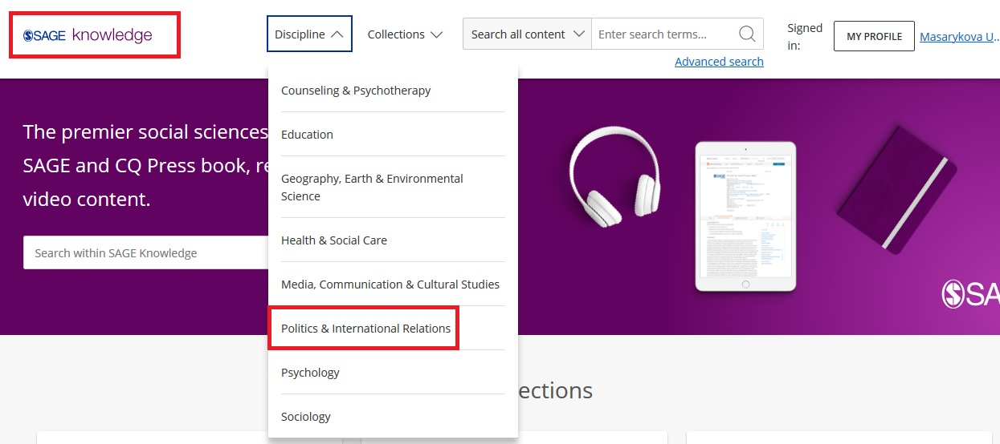 SAGE knowledge
Discipline
Collections
Search all content
Enter search terms...
Signed
in:
MY PROFILE
Masarykova U...
Advanced search
Counseling & Psychotherapy
Education
Geography, Earth & Environmental
Science
Health & Social Care
Media, Communication & Cultural Studies
Politics & International Relations
Psychology
Sociology
The premier social sciences
SAGE and CQ Press book, re
video content.
Search within SAGE Knowledge
SA
ections